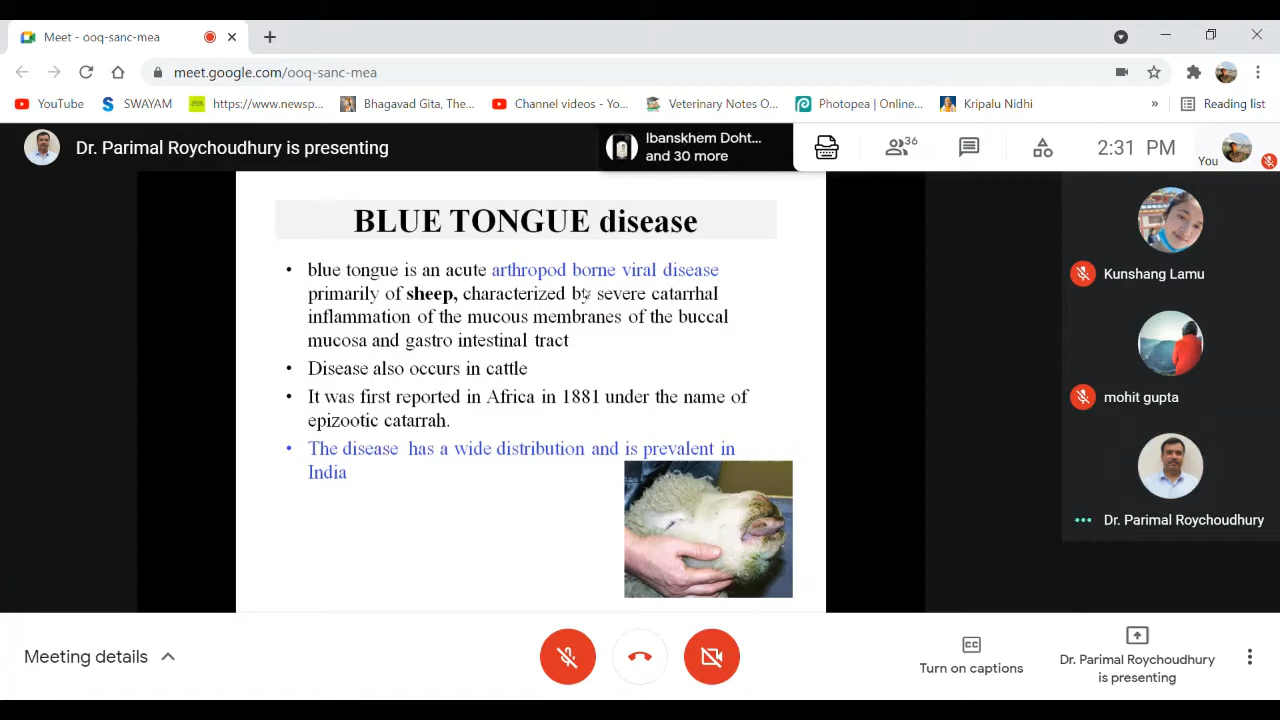 Meet - ooq-sanc-mea
meet.google.com/ooq-sanc-mea
YouTube
SWAYAM
https://www.newsp...
Bhagavad Gita, The...
Channel videos - Yo...
Veterinary Notes O...
Photopea | Online...
Kripalu Nidhi
»
Reading list
Dr. Parimal Roychoudhury is presenting
Ibanskhem Doht...
and 30 more
36
2:31 PM
You
BLUE TONGUE disease
• blue tongue is an acute arthropod borne viral disease
primarily of sheep, characterized by severe catarrhal
inflammation of the mucous membranes of the buccal
mucosa and gastro intestinal tract
• Disease also occurs in cattle
• It was first reported in Africa in 1881 under the name of
epizootic catarrah.
• The disease has a wide distribution and is prevalent in
India
Kunshang Lamu
mohit gupta
Dr. Parimal Roychoudhury
Meeting details
CC
Turn on captions
Dr. Parimal Roychoudhury
is presenting